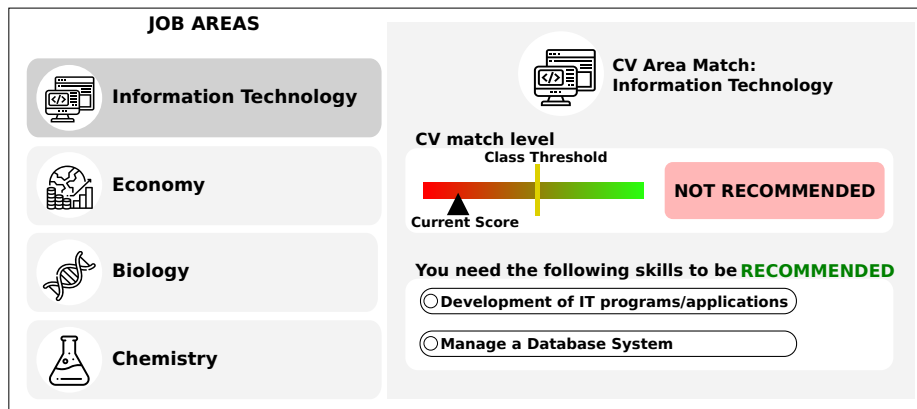 JOB AREAS
Information Technology
Economy
Biology
Chemistry
CV Area Match:
Information Technology
CV match level
Class Threshold
NOT RECOMMENDED
Current Score
You need the following skills to be RECOMMENDED
Development of IT programs/applications
Manage a Database System